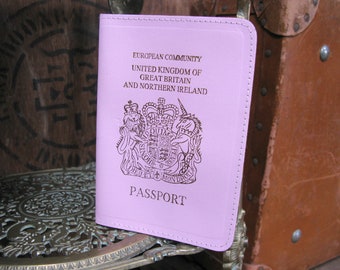 EUROPEAN COMMUNITY
UNITED KINGDOM OF
GREAT BRITAIN
AND NORTHERN IRELAND
PASSPORT